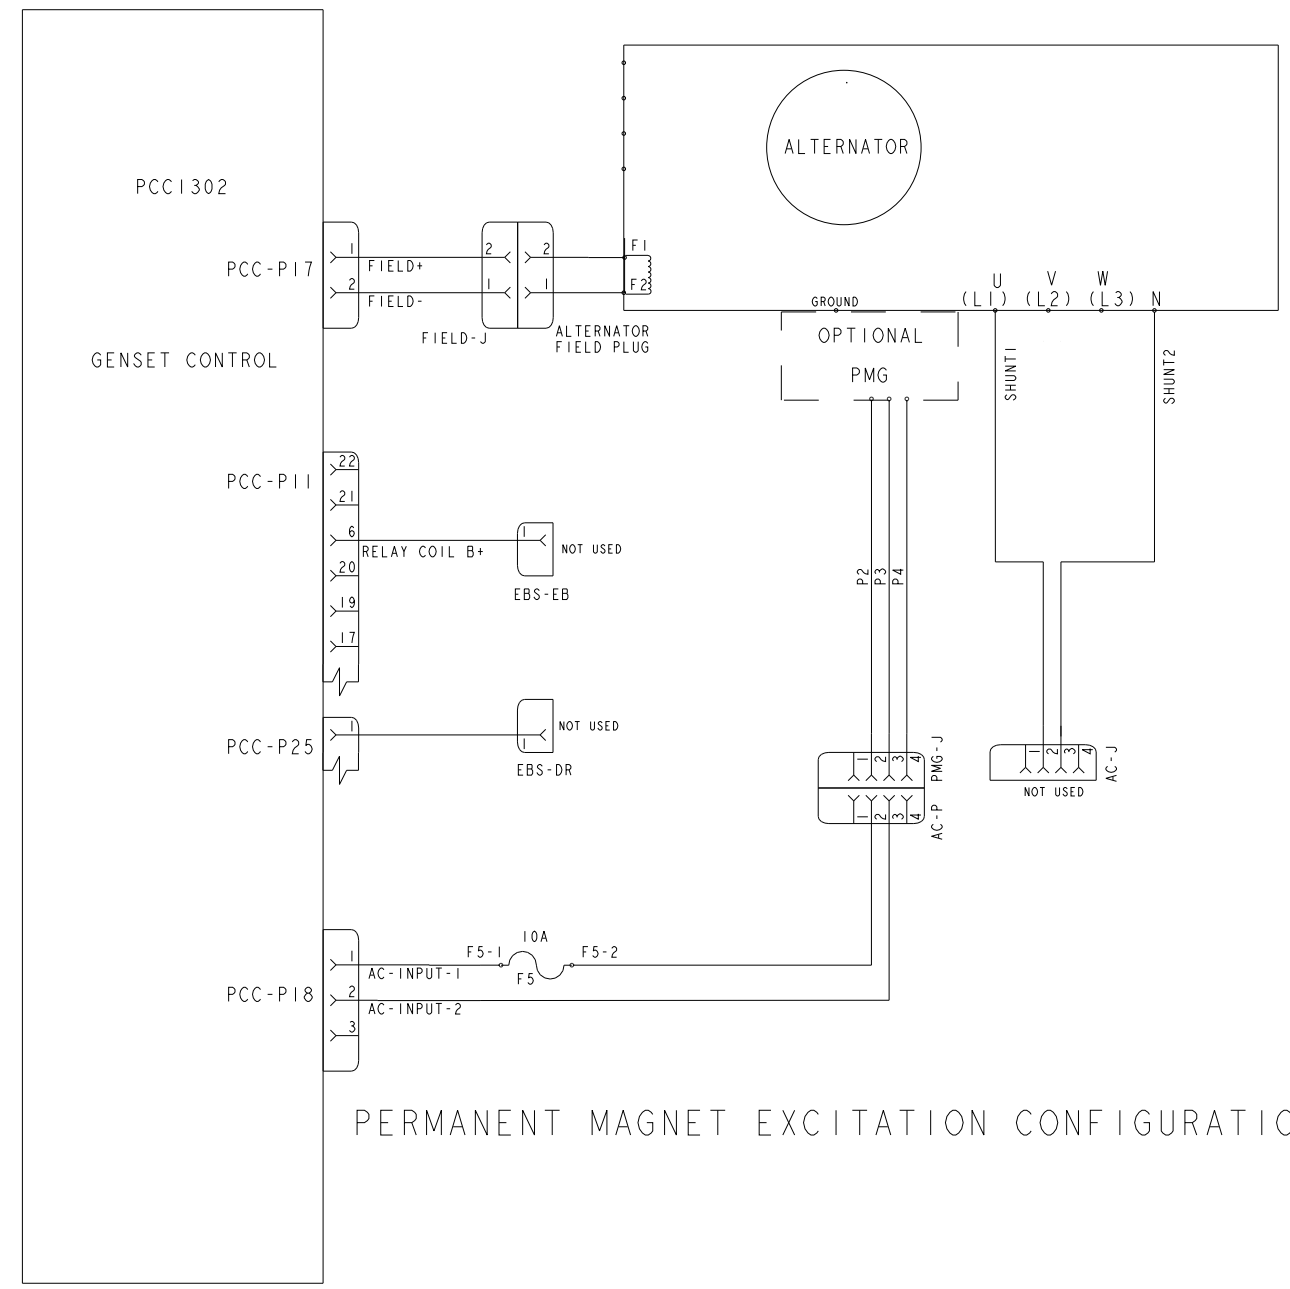 PCC1302
PCC-P17
1
FIELD+
2
FIELD-
2
1
FIELD-J
2
1
ALTERNATOR
FIELD PLUG
F1
F2
ALTERNATOR
GROUND
OPTIONAL
PMG
U
(L1)
V
(L2)
W
(L3)
N
SHUNT1
SHUNT2
GENSET CONTROL
PCC-P11
22
21
6
RELAY COIL B+
20
19
17
1
NOT USED
EBS-EB
P2
P3
P4
PCC-P25
1
1
NOT USED
EBS-DR
1
2
3
4
PMG-J
1
2
3
4
AC-P
1
2
3
4
AC-J
NOT USED
PCC-P18
1
AC-INPUT-1
2
AC-INPUT-2
3
F5-1
10A
F5
F5-2
PERMANENT MAGNET EXCITATION CONFIGURATIO